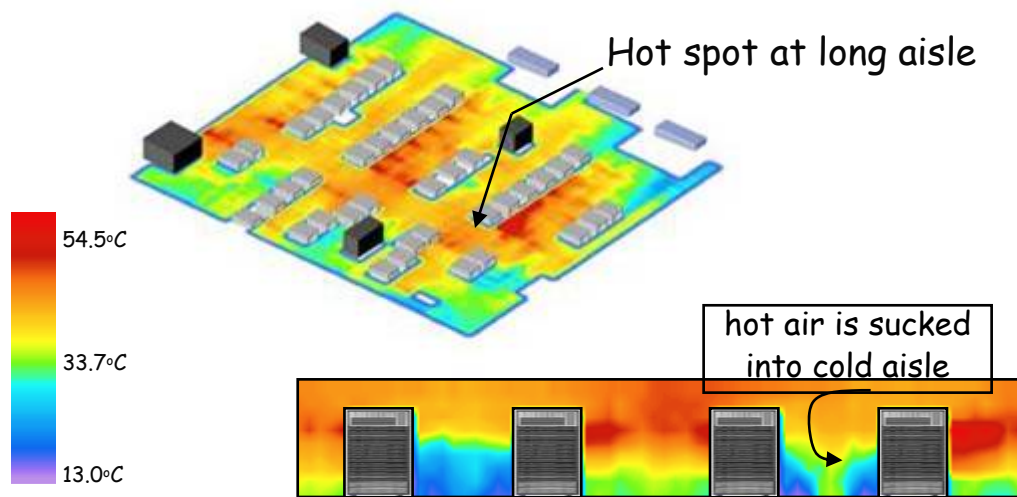 Hot spot at long aisle
54.5°C
33.7°C
13.0°C
hot air is sucked
into cold aisle